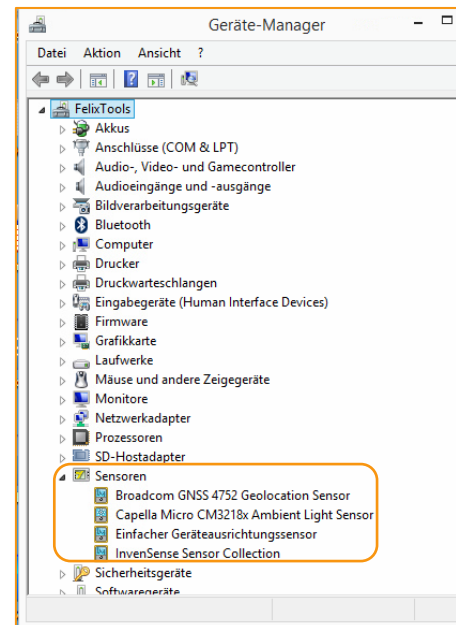 Geräte-Manager
Datei Aktion Ansicht ?
FelixTools
Akkus
Anschlüsse (COM & LPT)
Audio-, Video- und Gamecontroller
Audioeingänge und -ausgänge
Bildverarbeitungsgeräte
Bluetooth
Computer
Drucker
Druckwarteschlangen
Eingabegeräte (Human Interface Devices)
Firmware
Grafikkarte
Laufwerke
Mäuse und andere Zeigegeräte
Monitore
Netzwerkadapter
Prozessoren
SD-Hostadapter
Sensoren
Broadcom GNSS 4752 Geolocation Sensor
Capella Micro CM3218x Ambient Light Sensor
Einfacher Geräteausrichtungssensor
InvenSense Sensor Collection
Sicherheitsgeräte
Softwaregeräte